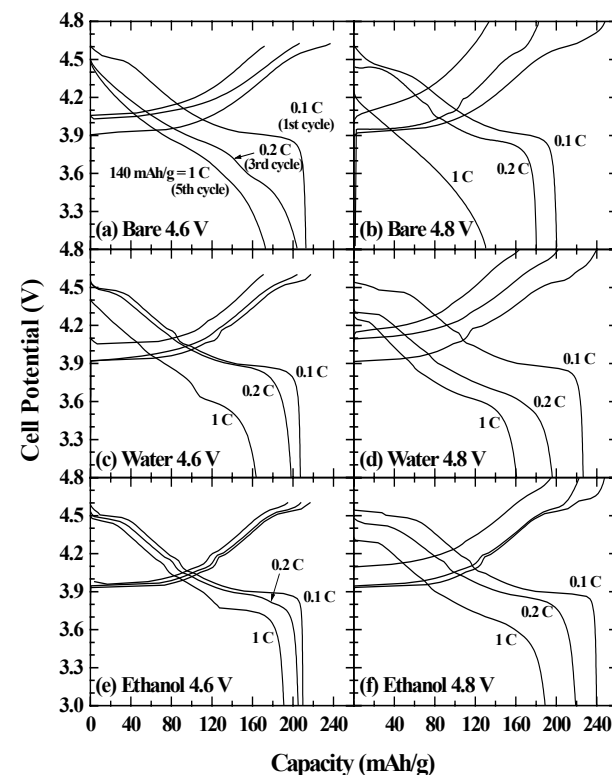 Cell Potential (V)
4.8
4.5
4.2
3.9
3.6
3.3
0.1 C
(1st cycle)
0.2 C
(3rd cycle)
140 mAh/g = 1 C
(5th cycle)
(a) Bare 4.6 V
0.1 C
0.2 C
1 C
(b) Bare 4.8 V
4.8
4.5
4.2
3.9
3.6
0.1 C
0.2 C
1 C
(c) Water 4.6 V
0.1 C
0.2 C
1 C
(d) Water 4.8 V
4.8
4.5
4.2
3.9
3.6
3.3
3.0
0.2 C
0.1 C
1 C
(e) Ethanol 4.6 V
0.1 C
0.2 C
1 C
(f) Ethanol 4.8 V
0 40 80 120 160 200 240
40 80 120 160 200 240
Capacity (mAh/g)